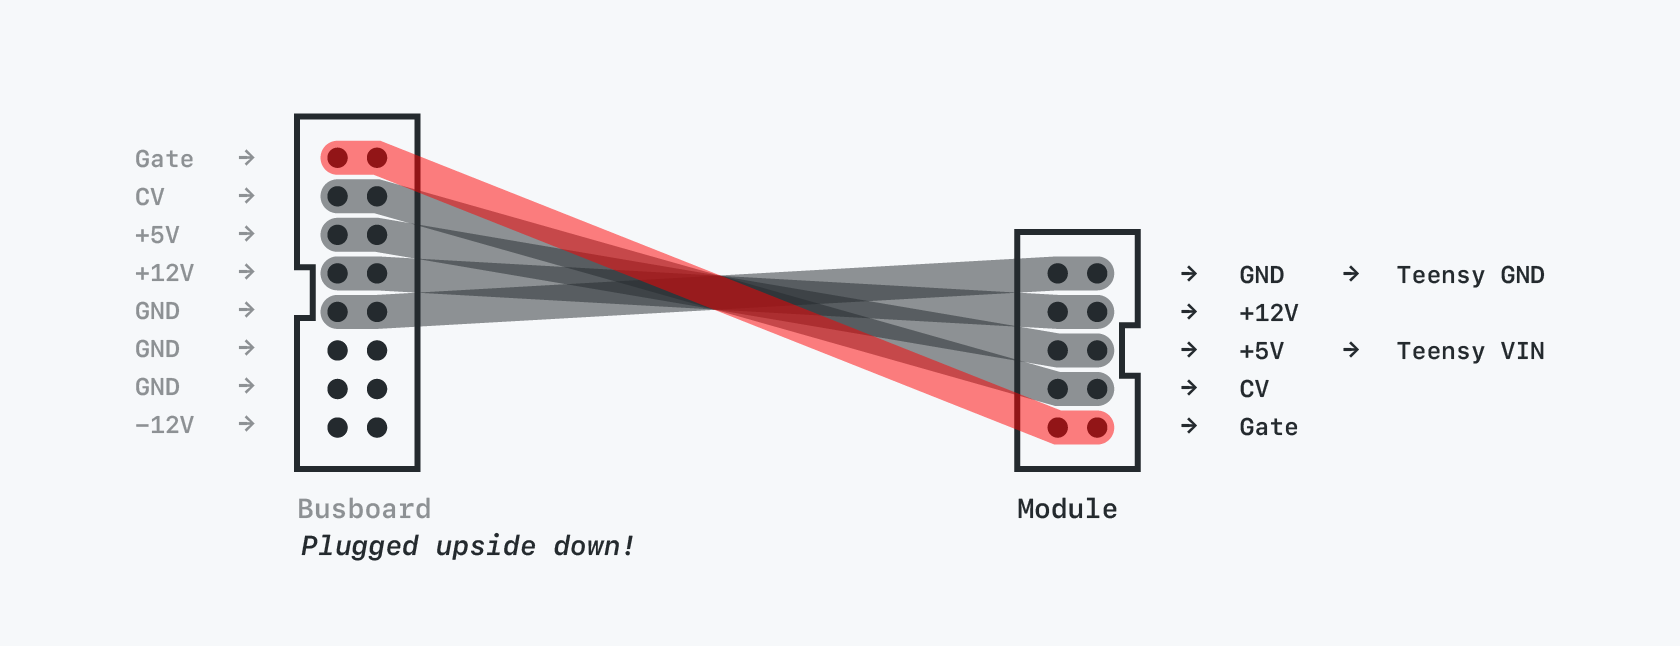 Gate →
CV →
+5V →
+12V →
GND →
GND →
GND →
−12V →
Busboard
Plugged upside down!
→ GND → Teensy GND
→ +12V
→ +5V → Teensy VIN
→ CV
→ Gate
Module